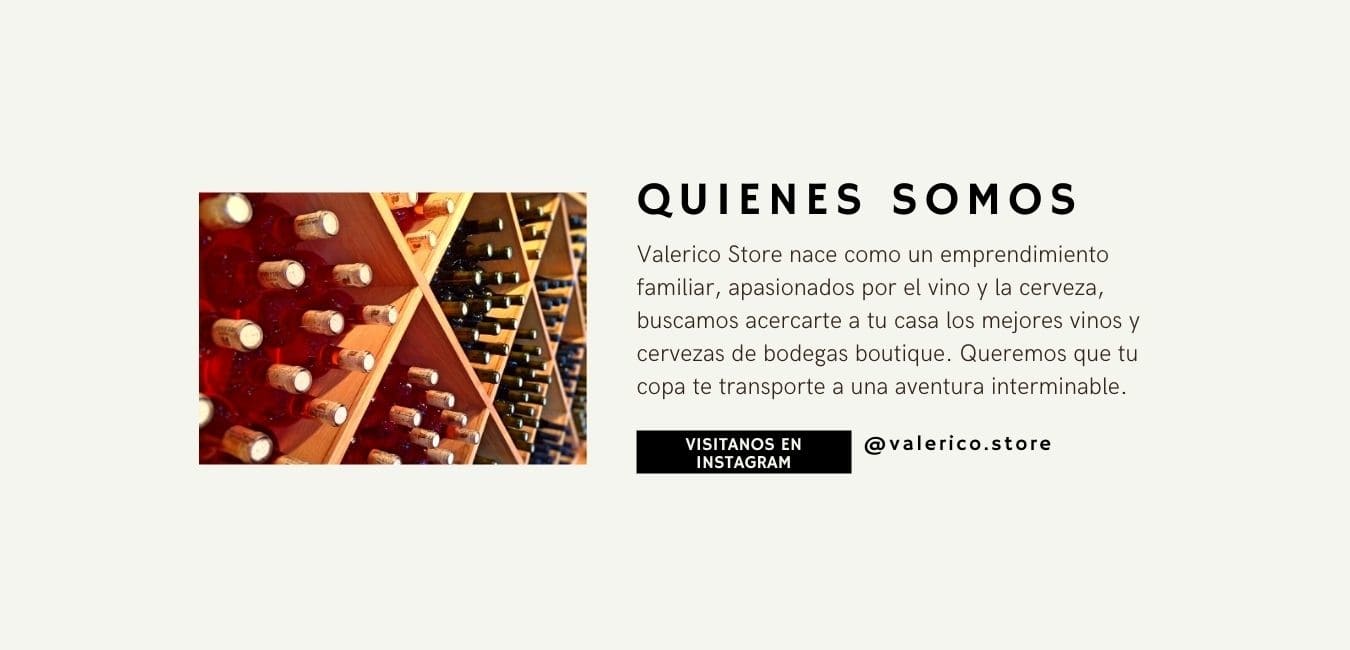 QUIENES SOMOS
Valerico Store nace como un emprendimiento
familiar, apasionados por el vino y la cerveza,
buscamos acercarte a tu casa los mejores vinos y
cervezas de bodegas boutique. Queremos que tu
copa te transporte a una aventura interminable.
VISITANOS EN
INSTAGRAM
@valerico.store